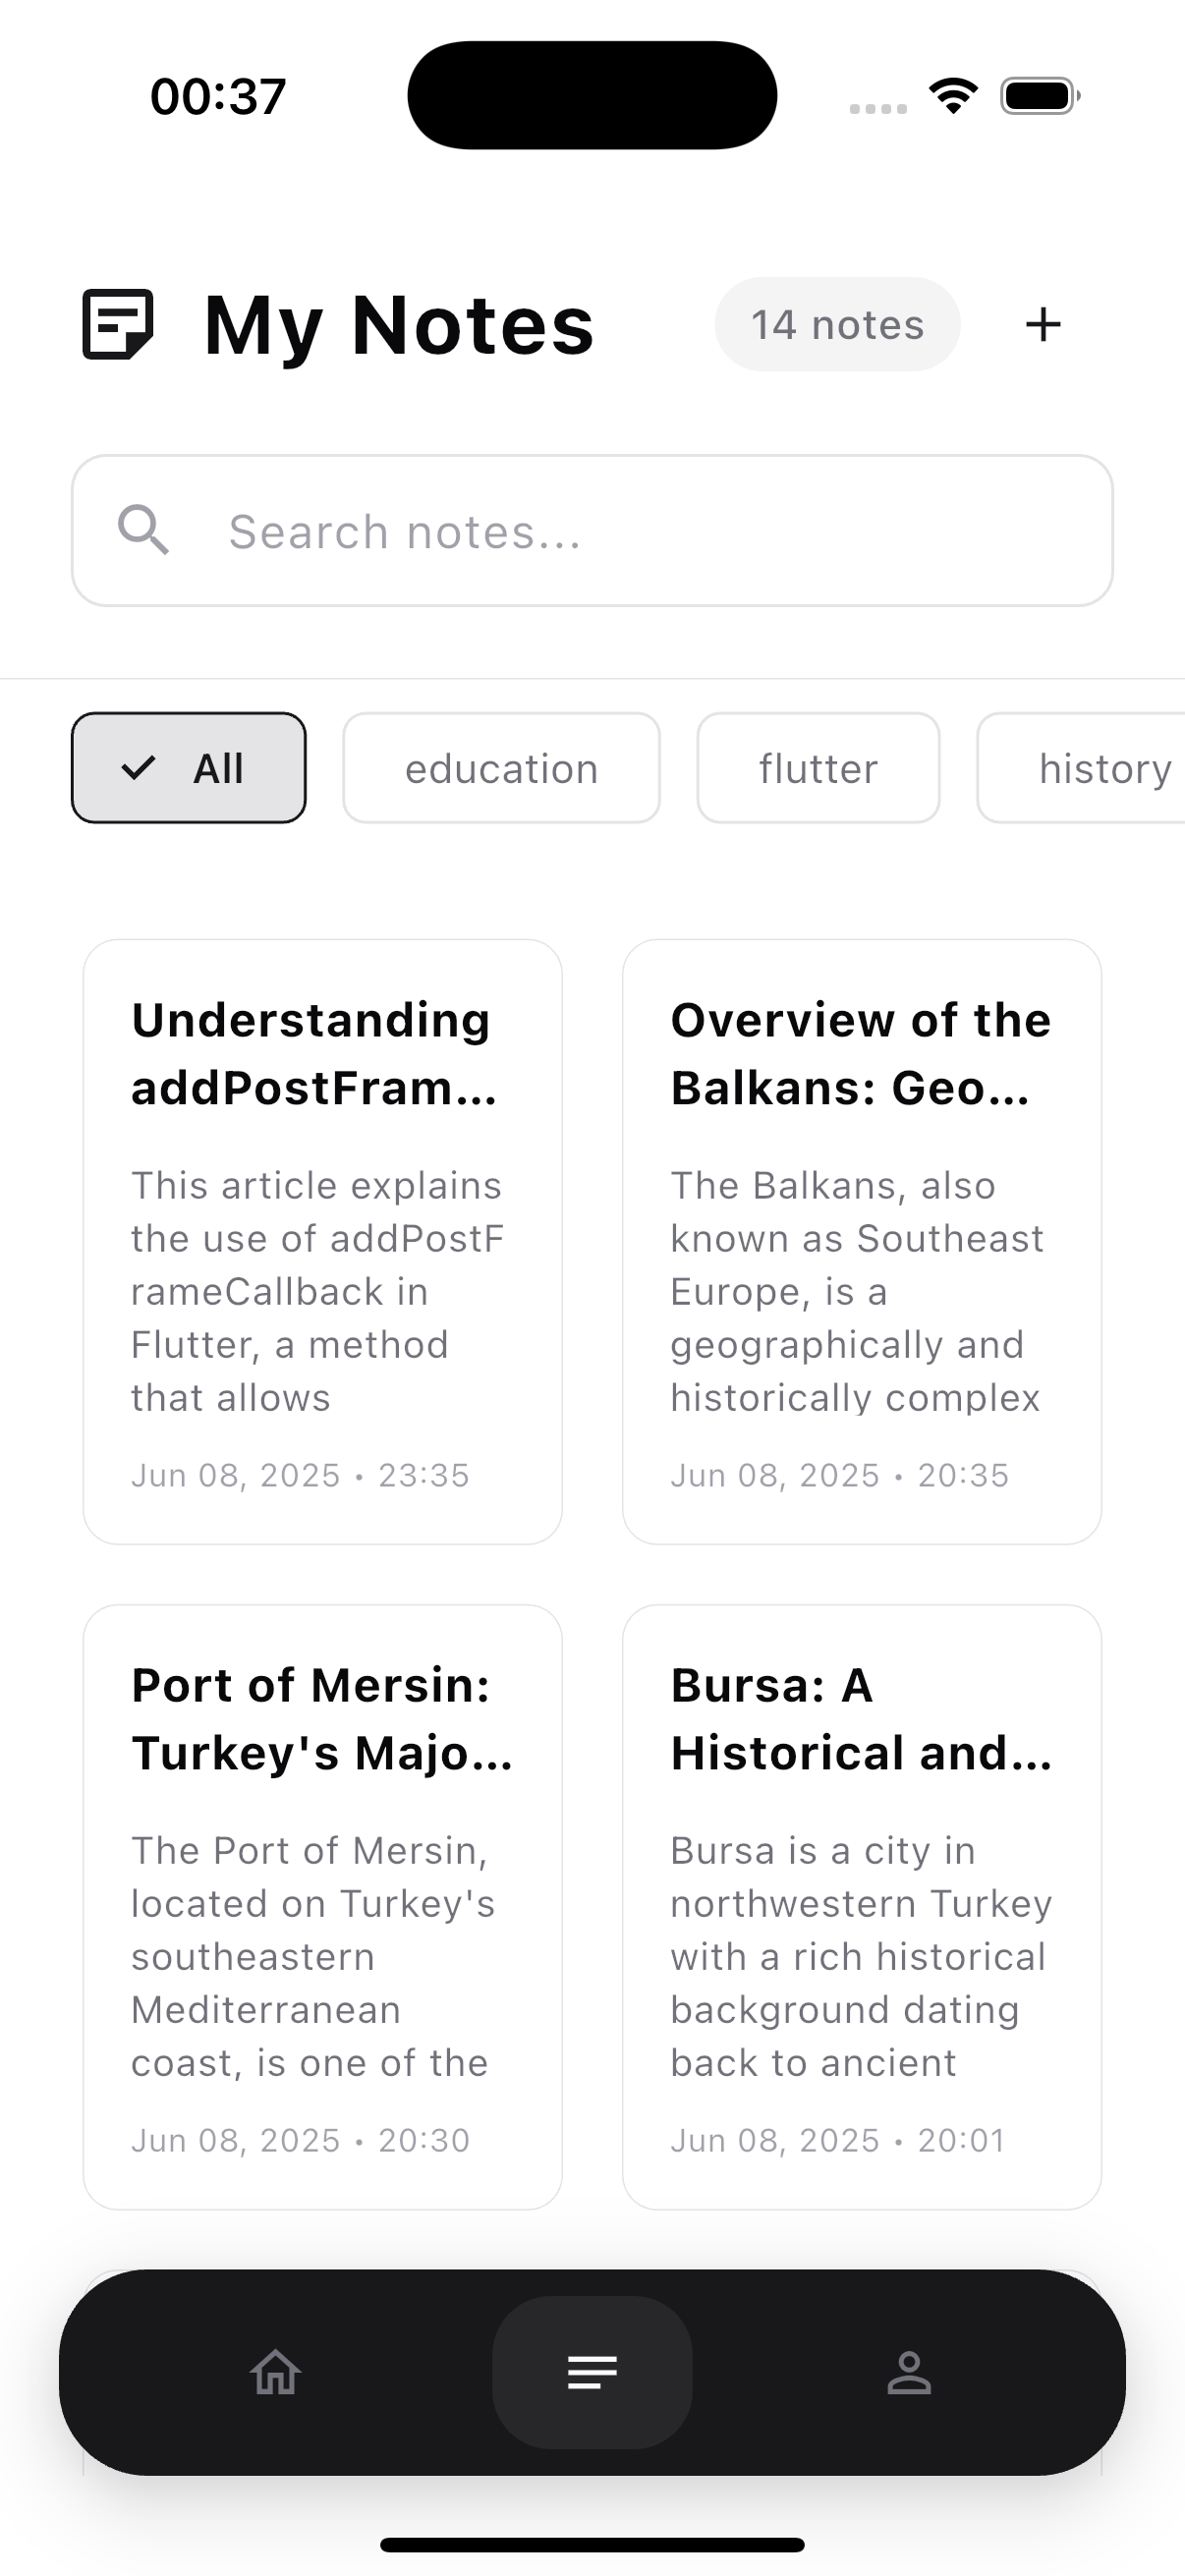 00:37
My Notes
14 notes
Search notes...
All
education
flutter
history
Understanding
addPostFram...
This article explains
the use of addPostF
rameCallback in
Flutter, a method
that allows
Jun 08, 2025 • 23:35
Overview of the
Balkans: Geo...
The Balkans, also
known as Southeast
Europe, is a
geographically and
historically complex
Jun 08, 2025 • 20:35
Port of Mersin:
Turkey's Majo...
The Port of Mersin,
located on Turkey's
southeastern
Mediterranean
coast, is one of the
Jun 08, 2025 • 20:30
Bursa: A
Historical and...
Bursa is a city in
northwestern Turkey
with a rich historical
background dating
back to ancient
Jun 08, 2025 • 20:01